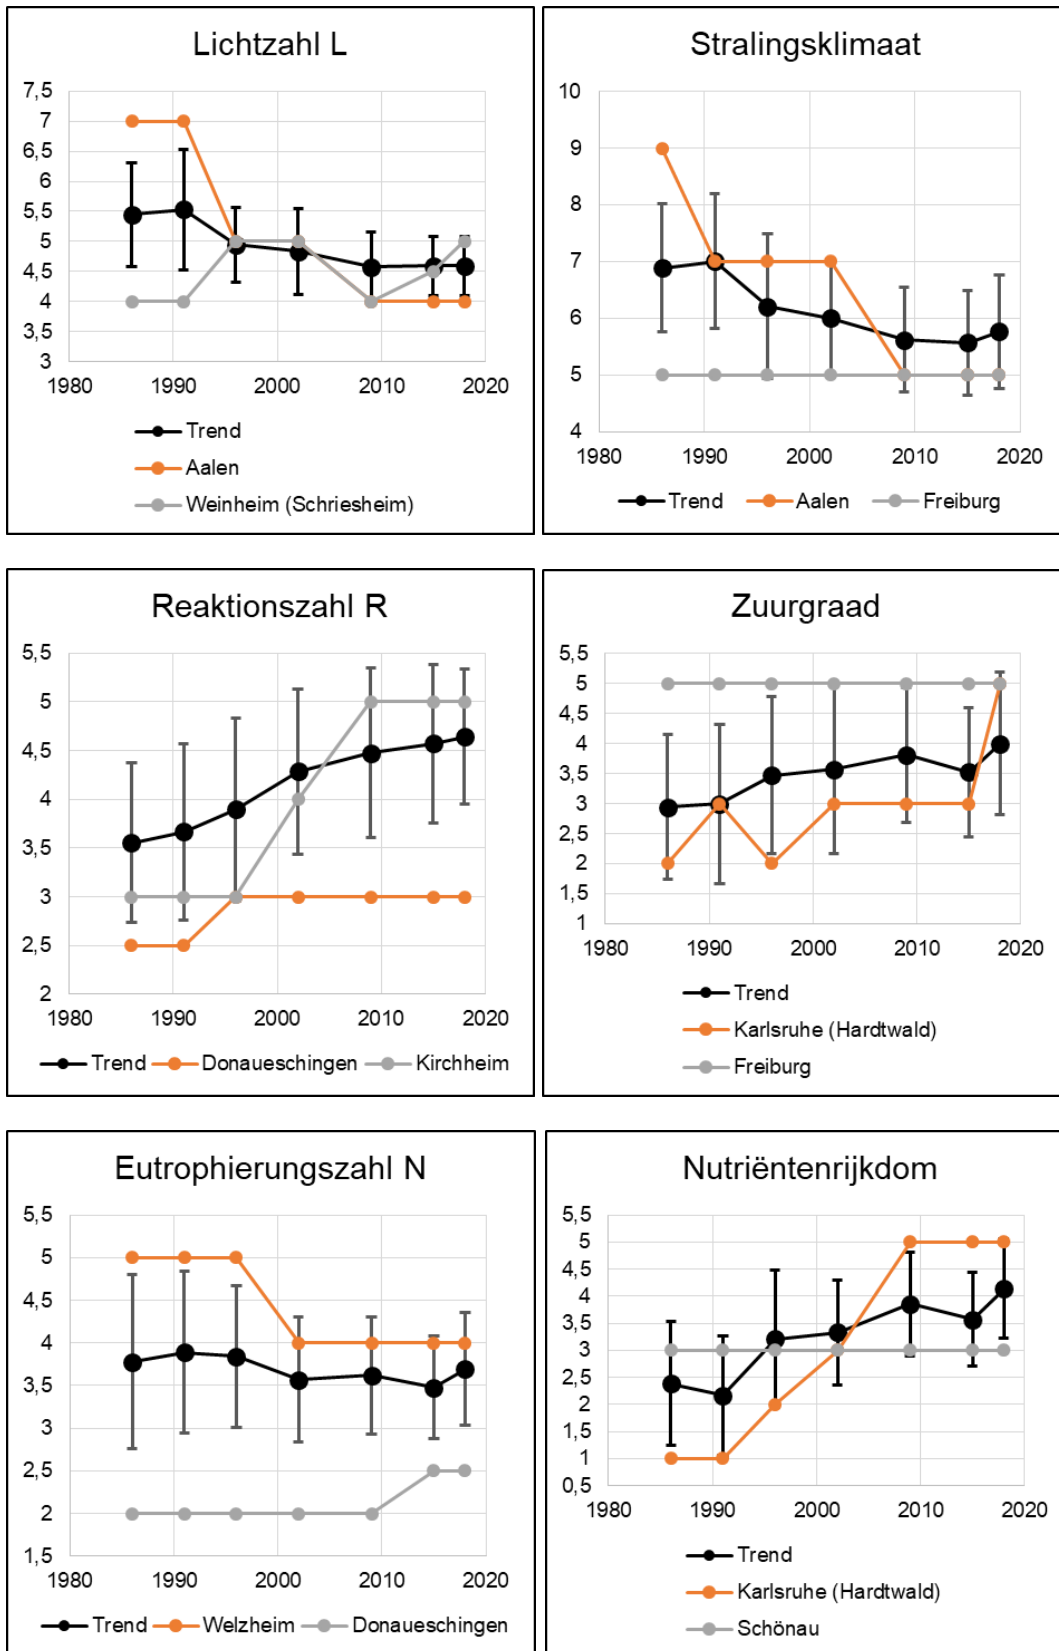 Lichtzahl L
7,5
7
6,5
6
5,5
5
4,5
4
3,5
3
1980 1990 2000 2010 2020
Trend
Aalen
Weinheim (Schriesheim)
Stralingsklimaat
10
9
8
7
6
5
4
1980 1990 2000 2010 2020
Trend Aalen Freiburg
Reaktionszahl R
5,5
5
4,5
4
3,5
3
2,5
2
1980 1990 2000 2010 2020
Trend Donaueschingen Kirchheim
Zuurgraad
5,5
5
4,5
4
3,5
3
2,5
2
1,5
1
1980 1990 2000 2010 2020
Trend
Karlsruhe (Hardtwald)
Freiburg
Eutrophierungszahl N
5,5
5
4,5
4
3,5
3
2,5
2
1,5
1980 1990 2000 2010 2020
Trend Welzheim Donaueschingen
Nutriëntenrijkdom
5,5
5
4,5
4
3,5
3
2,5
2
1,5
1
0,5
1980 1990 2000 2010 2020
Trend
Karlsruhe (Hardtwald)
Schönau